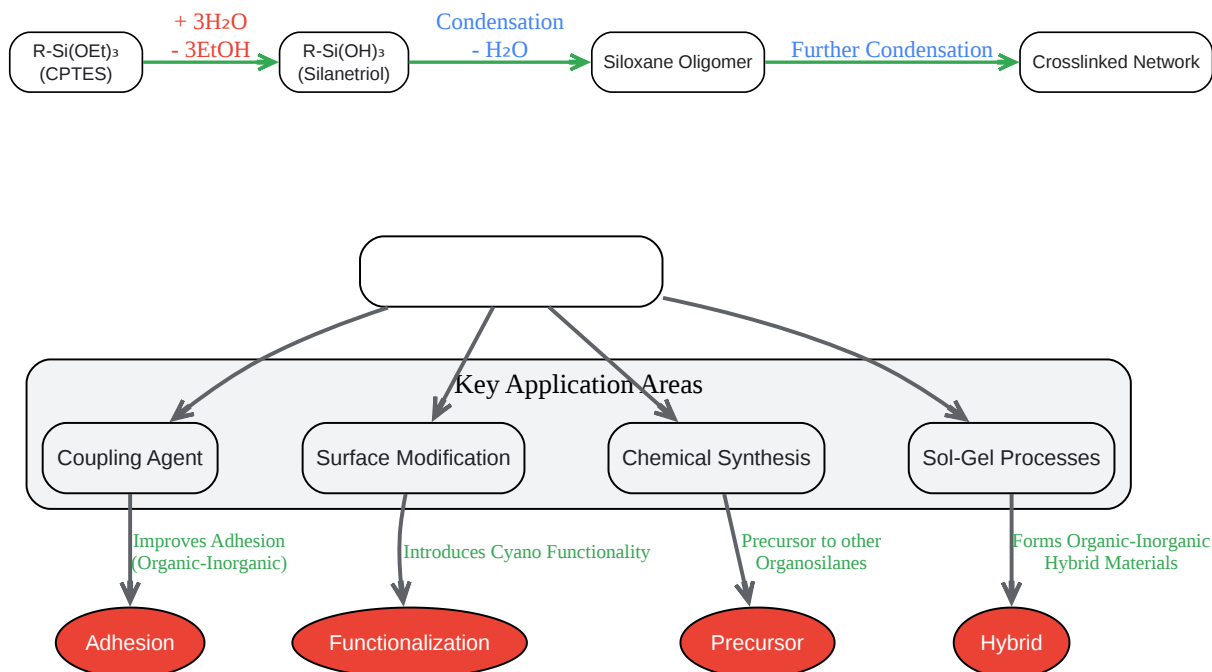 R-Si(OEt)₃
(CPTES)
+ 3H₂O
- 3EtOH
R-Si(OH)₃
(Silanetriol)
Condensation
- H₂O
Siloxane Oligomer
Further Condensation
Crosslinked Network
Key Application Areas
Coupling Agent
Surface Modification
Chemical Synthesis
Sol-Gel Processes
Improves Adhesion
(Organic-Inorganic)
Introduces Cyano Functionality
Precursor to other
Organosilanes
Forms Organic-Inorganic
Hybrid Materials
Adhesion
Functionalization
Precursor
Hybrid